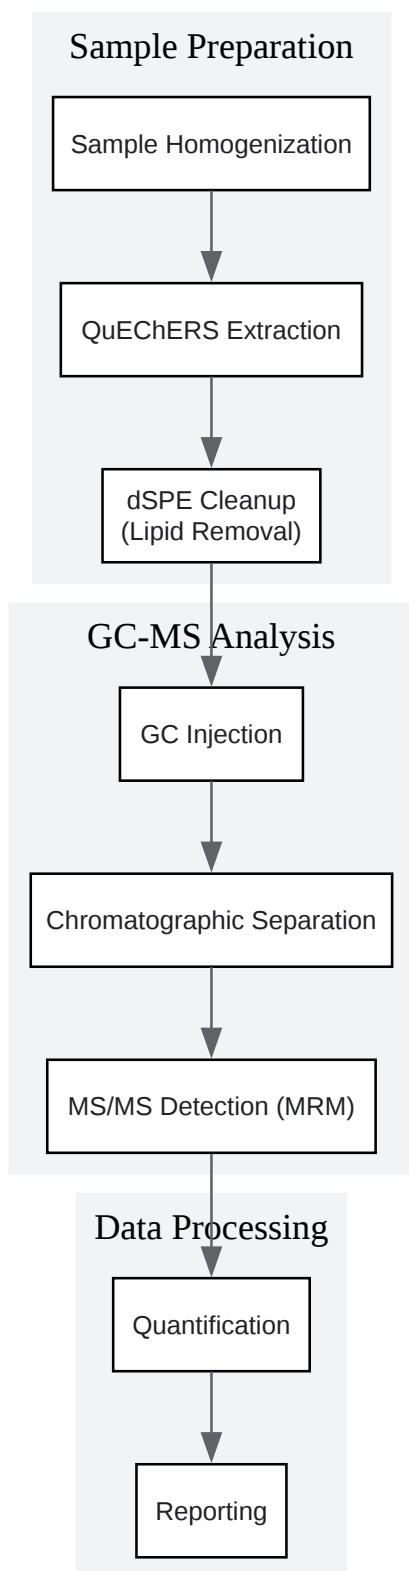 Sample Preparation
Sample Homogenization
QuEChERS Extraction
dSPE Cleanup
(Lipid Removal)
GC-MS Analysis
GC Injection
Chromatographic Separation
MS/MS Detection (MRM)
Data Processing
Quantification
Reporting